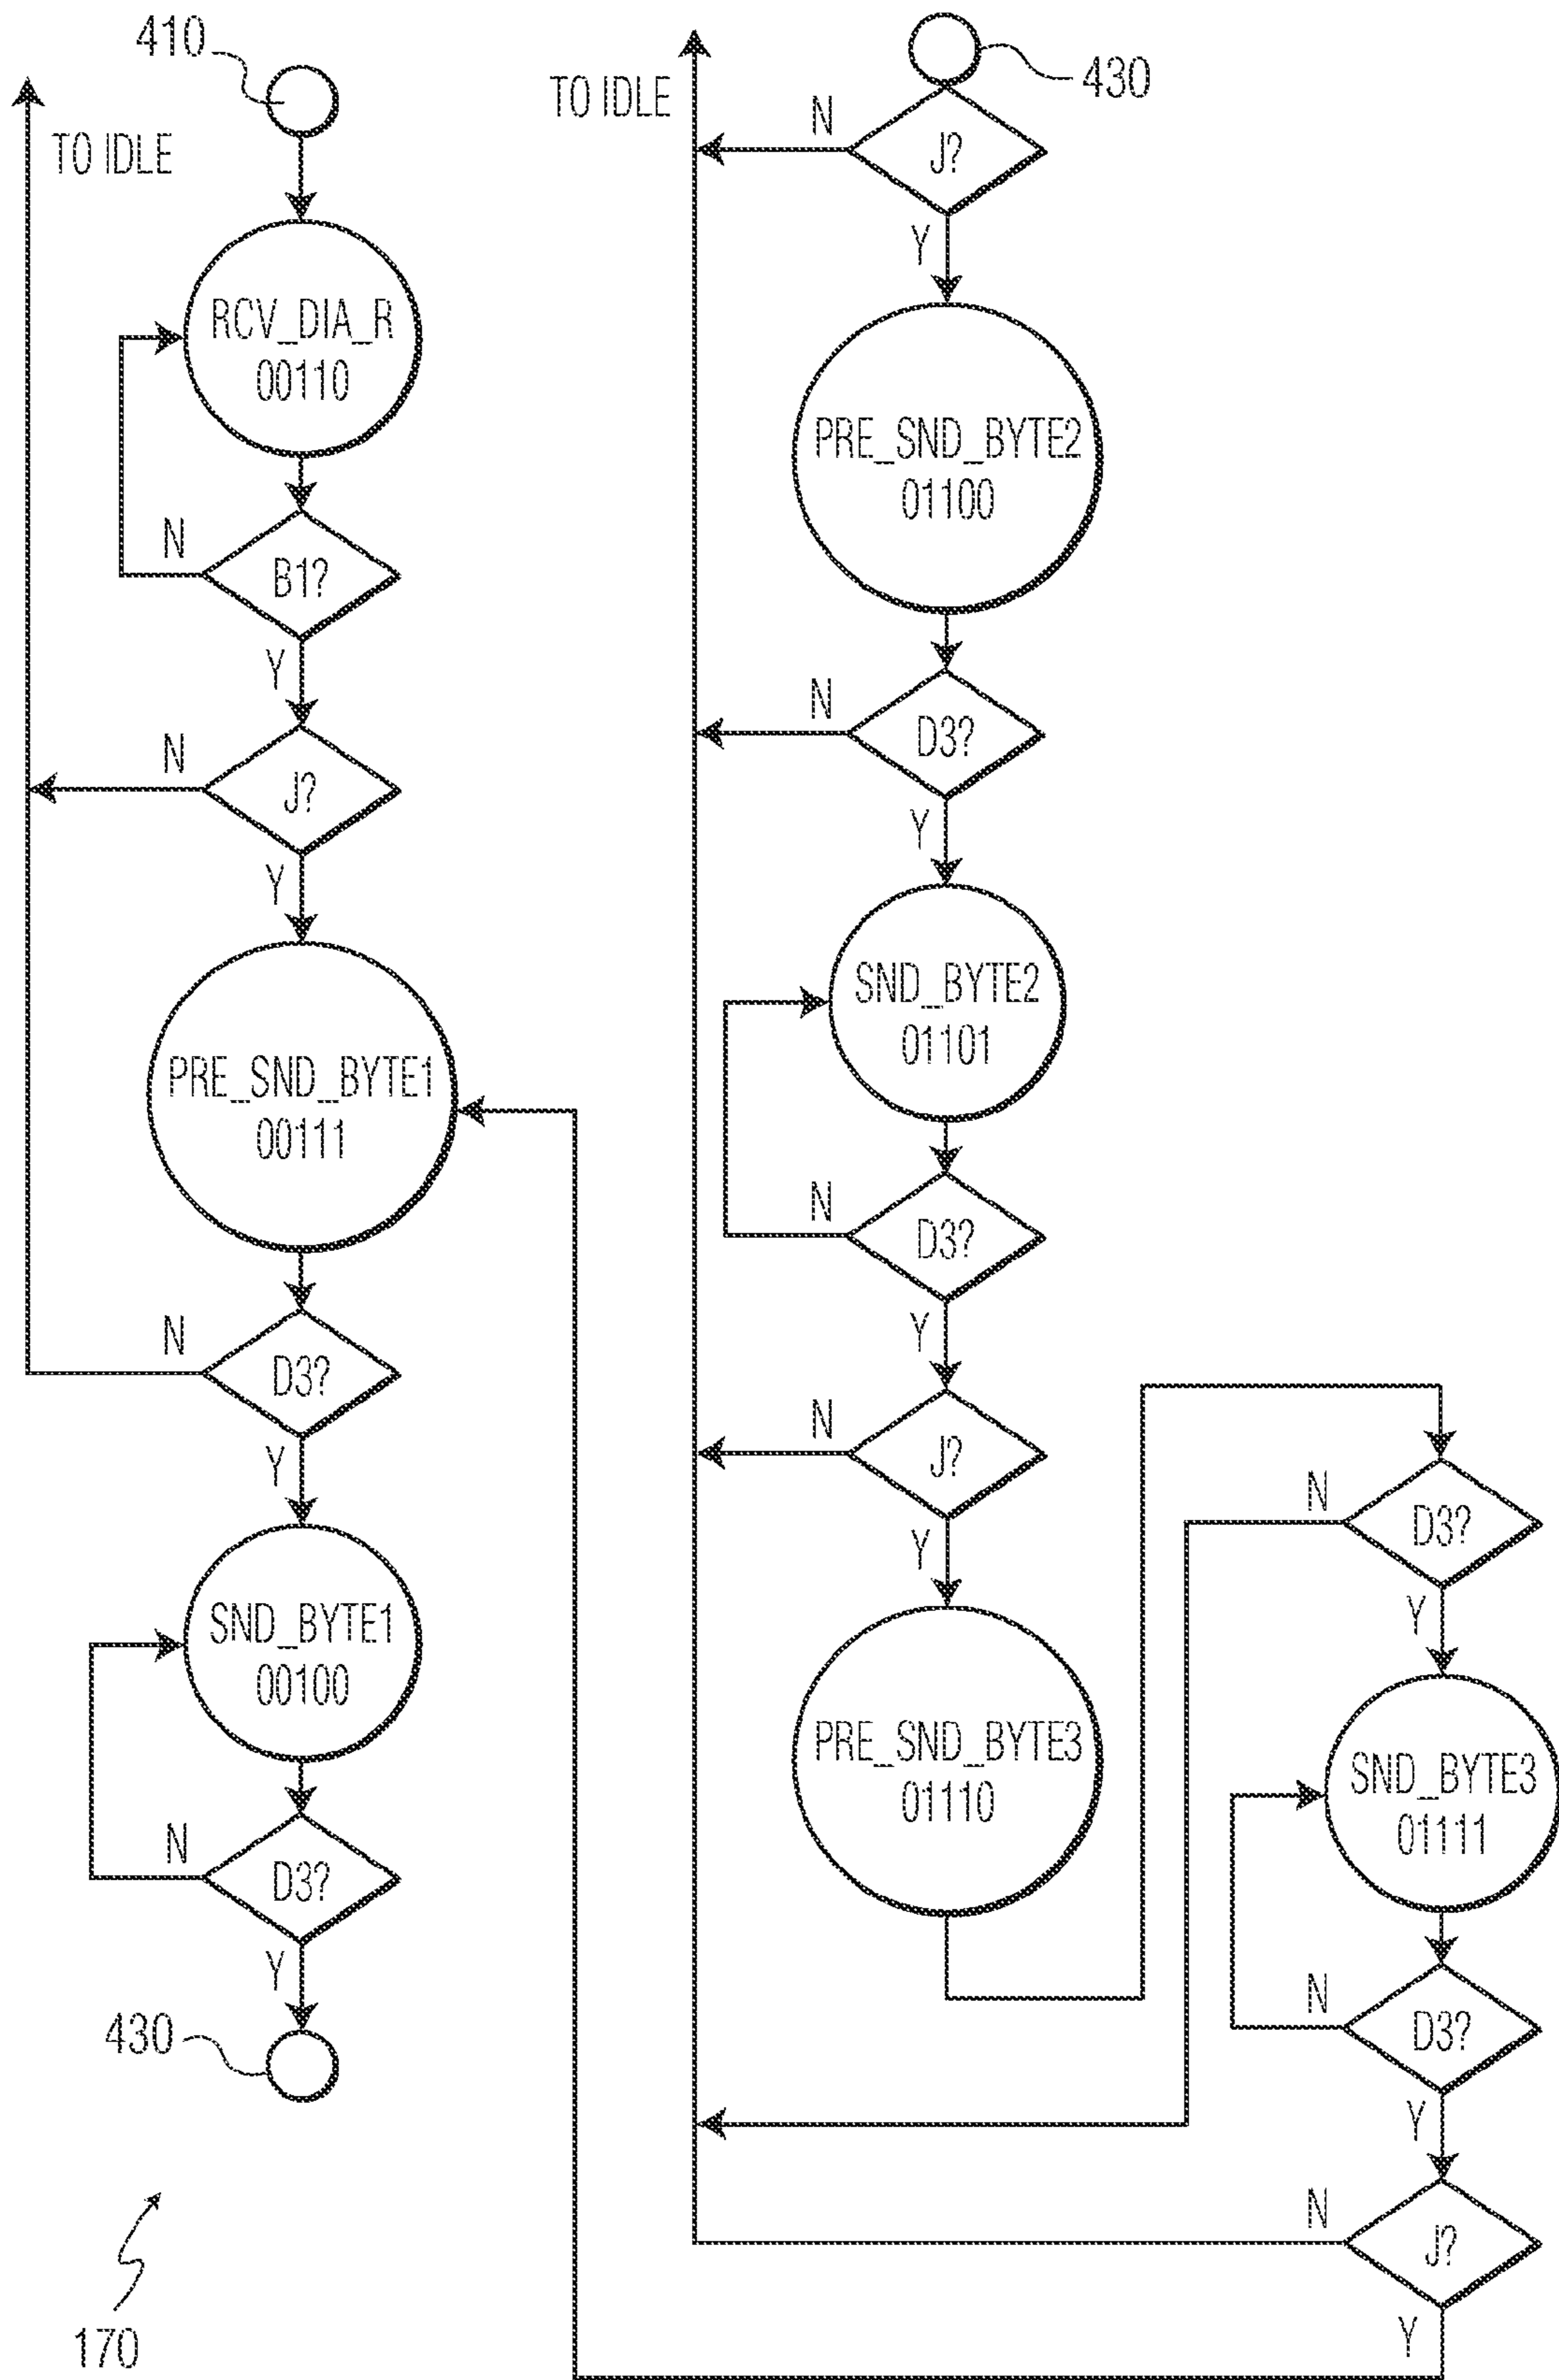 410
TO IDLE
RCV_DIA_R
00110
N
B1?
Y
N
J?
Y
PRE_SND_BYTE1
00111
N
D3?
Y
SND_BYTE1
00100
N
D3?
Y
430
170
TO IDLE
430
N
J?
Y
PRE_SND_BYTE2
01100
N
D3?
Y
SND_BYTE2
01101
N
D3?
Y
N
J?
Y
PRE_SND_BYTE3
01110
N
D3?
Y
SND_BYTE3
01111
N
D3?
Y
N
J?
Y